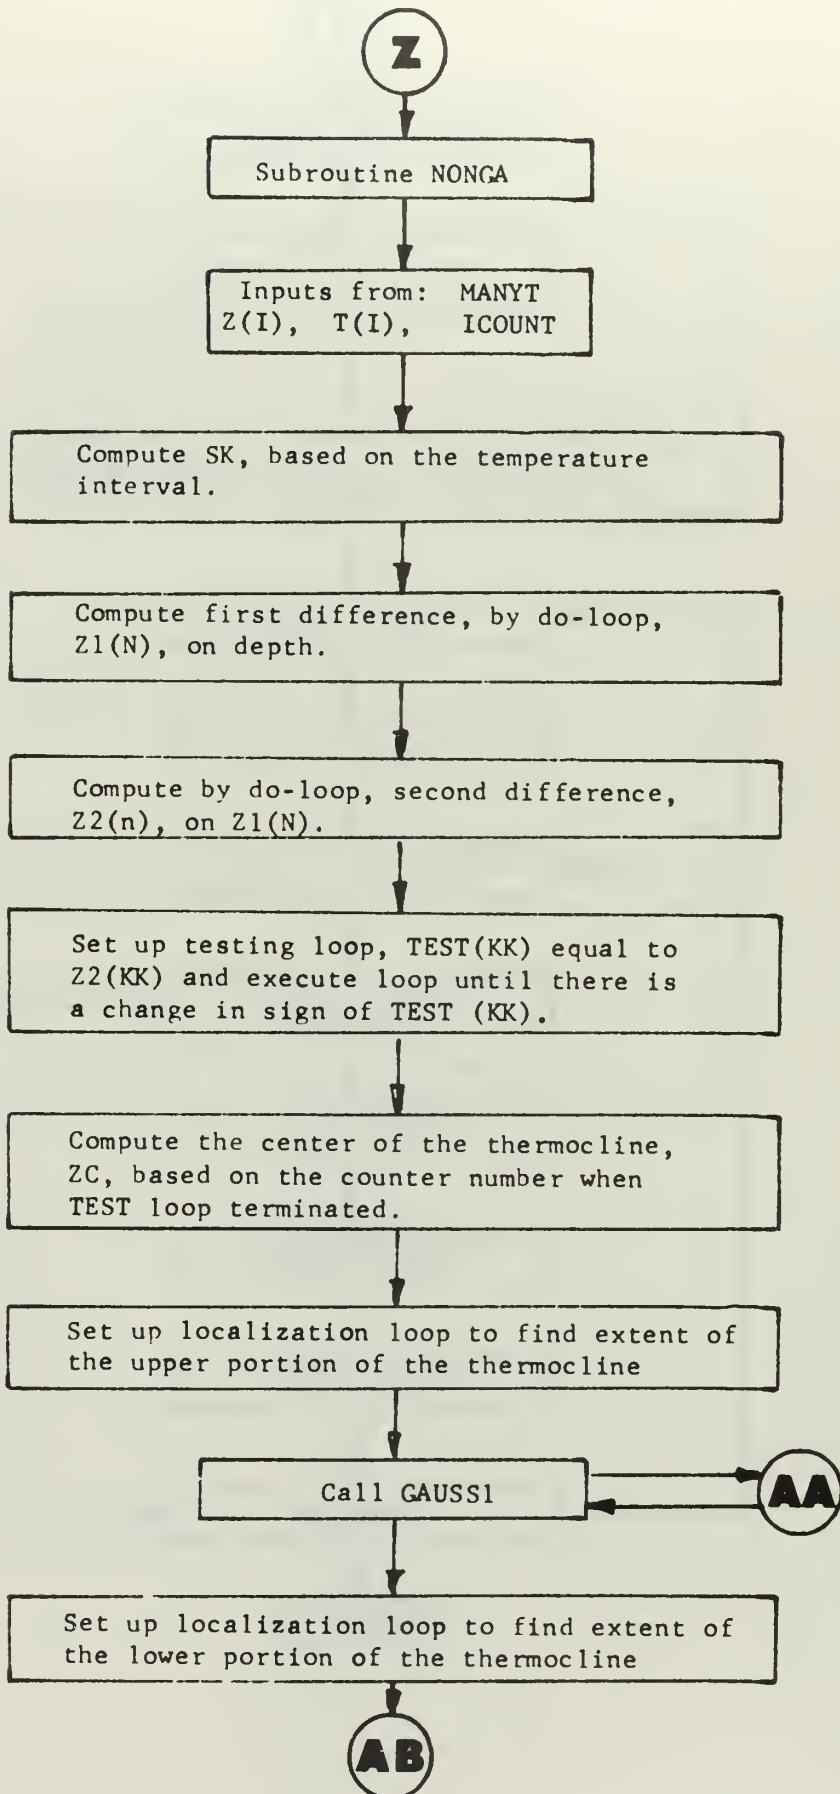 Z
Subroutine NONGA
Inputs from: MANYT
Z(I), T(I), ICOUNT
Compute SK, based on the temperature
interval.
Compute first difference, by do-loop,
Z1(N), on depth.
Compute by do-loop, second difference,
Z2(n), on Z1(N).
Set up testing loop, TEST(KK) equal to
Z2(KK) and execute loop until there is
a change in sign of TEST (KK).
Compute the center of the thermocline,
ZC, based on the counter number when
TEST loop terminated.
Set up localization loop to find extent of
the upper portion of the thermocline
Call GAUSS1
AA
Set up localization loop to find extent of
the lower portion of the thermocline
AB